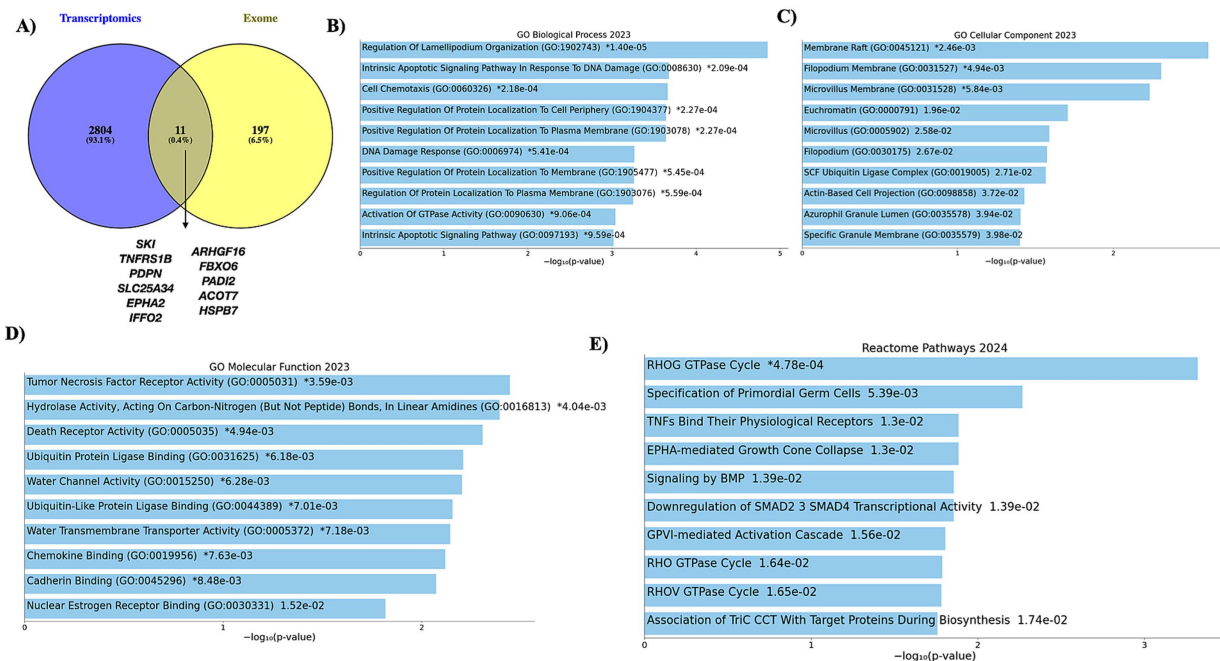 A)
Transcriptomics
Exome
2804
(93.1%)
11
(0.4%)
197
(6.5%)
SKI
TNFRS1B
PDPN
SLC25A34
EPHA2
IFFO2
ARHGF16
FBXO6
PADI2
ACOT7
HSPB7
B)
GO Biological Process 2023
Regulation Of Lamellipodium Organization (GO:1902743) *1.40e-05
Intrinsic Apoptotic Signaling Pathway In Response To DNA Damage (GO:0008630) *2.09e-04
Cell Chemotaxis (GO:0060326) *2.18e-04
Positive Regulation Of Protein Localization To Cell Periphery (GO:1904377) *2.27e-04
Positive Regulation Of Protein Localization To Plasma Membrane (GO:1903078) *2.27e-04
DNA Damage Response (GO:0006974) *5.41e-04
Positive Regulation Of Protein Localization To Membrane (GO:1905477) *5.45e-04
Regulation Of Protein Localization To Plasma Membrane (GO:1903076) *5.59e-04
Activation Of GTPase Activity (GO:0090630) *9.06e-04
Intrinsic Apoptotic Signaling Pathway (GO:0097193) *9.59e-04
0 1 2 3 4 5
−log₁₀(p-value)
C)
GO Cellular Component 2023
Membrane Raft (GO:0045121) *2.46e-03
Filopodium Membrane (GO:0031527) *4.94e-03
Microvillus Membrane (GO:0031528) *5.84e-03
Euchromatin (GO:0000791) 1.96e-02
Microvillus (GO:0005902) 2.58e-02
Filopodium (GO:0030175) 2.67e-02
SCF Ubiquitin Ligase Complex (GO:0019005) 2.71e-02
Actin-Based Cell Projection (GO:0098858) 3.72e-02
Azurophil Granule Lumen (GO:0035578) 3.94e-02
Specific Granule Membrane (GO:0035579) 3.98e-02
0 1 2
−log₁₀(p-value)
D)
GO Molecular Function 2023
Tumor Necrosis Factor Receptor Activity (GO:0005031) *3.59e-03
Hydrolase Activity, Acting On Carbon-Nitrogen (But Not Peptide) Bonds, In Linear Amidines (GO:0016813) *4.04e-03
Death Receptor Activity (GO:0005035) *4.94e-03
Ubiquitin Protein Ligase Binding (GO:0031625) *6.18e-03
Water Channel Activity (GO:0015250) *6.28e-03
Ubiquitin-Like Protein Ligase Binding (GO:0044389) *7.01e-03
Water Transmembrane Transporter Activity (GO:0005372) *7.18e-03
Chemokine Binding (GO:0019956) *7.63e-03
Cadherin Binding (GO:0045296) *8.48e-03
Nuclear Estrogen Receptor Binding (GO:0030331) 1.52e-02
0 1 2
−log₁₀(p-value)
E)
Reactome Pathways 2024
RHOG GTPase Cycle *4.78e-04
Specification of Primordial Germ Cells 5.39e-03
TNFs Bind Their Physiological Receptors 1.3e-02
EPHA-mediated Growth Cone Collapse 1.3e-02
Signaling by BMP 1.39e-02
Downregulation of SMAD2 3 SMAD4 Transcriptional Activity 1.39e-02
GPVI-mediated Activation Cascade 1.56e-02
RHO GTPase Cycle 1.64e-02
RHOV GTPase Cycle 1.65e-02
Association of TriC CCT With Target Proteins During Biosynthesis 1.74e-02
0 1 2 3
−log₁₀(p-value)